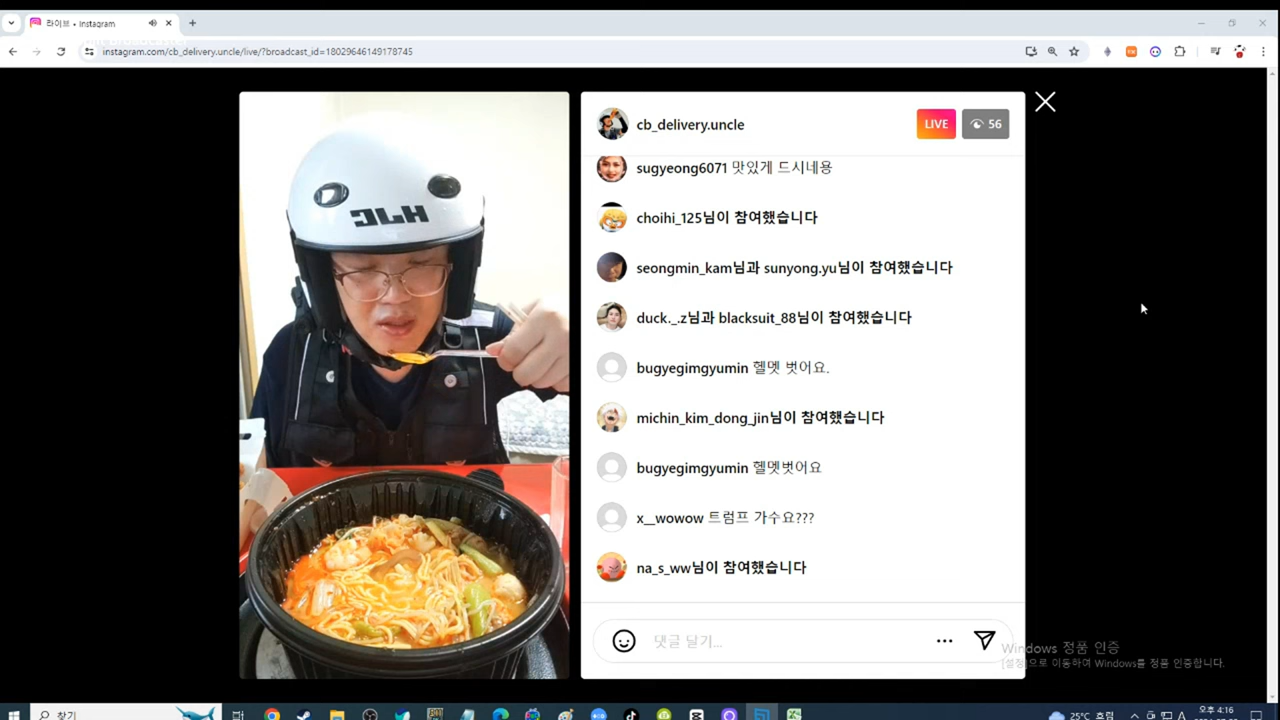 라이브 • Instagram
instagram.com/cb_delivery.uncle/live/?broadcast_id=18029646149178745
cb_delivery.uncle
LIVE
56
sugyeong6071 맛있게 드시네용
choihi_125님이 참여했습니다
seongmin_kam님과 sunyong.yu님이 참여했습니다
duck._.z님과 blacksuit_88님이 참여했습니다
bugyegimgyumin 헬멧 벗어요.
michin_kim_dong_jin님이 참여했습니다
bugyegimgyumin 헬멧벗어요
x__wowow 트럼프 가수요???
na_s_ww님이 참여했습니다
댓글 달기...
Windows 정품 인증
[설정]으로 이동하여 Windows를 정품 인증합니다.
찾기
25°C 흐림
A
오후 4:16